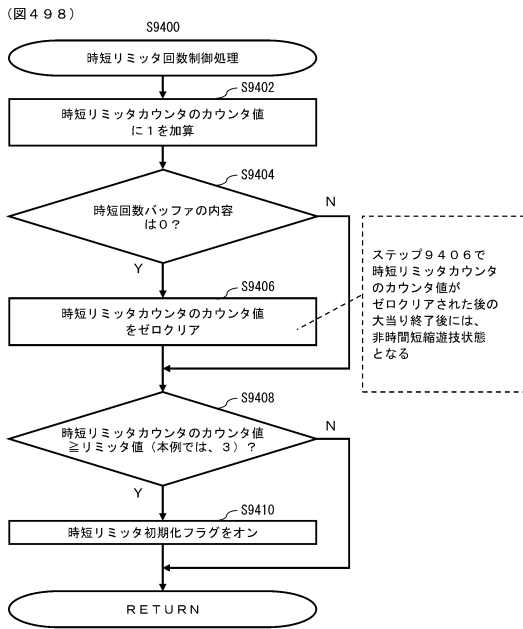 （図４９８）
S9400
時短リミッタ回数制御処理
S9402
時短リミッタカウンタのカウンタ値
に１を加算
S9404
時短回数バッファの内容
は０？
N
Y
ステップ９４０６で
時短リミッタカウンタ
のカウンタ値が
ゼロクリアされた後の
大当り終了後には、
非時間短縮遊技状態
となる
S9406
時短リミッタカウンタのカウンタ値
をゼロクリア
S9408
時短リミッタカウンタのカウンタ値
≧リミッタ値（本例では、３）？
N
Y
S9410
時短リミッタ初期化フラグをオン
ＲＥＴＵＲＮ